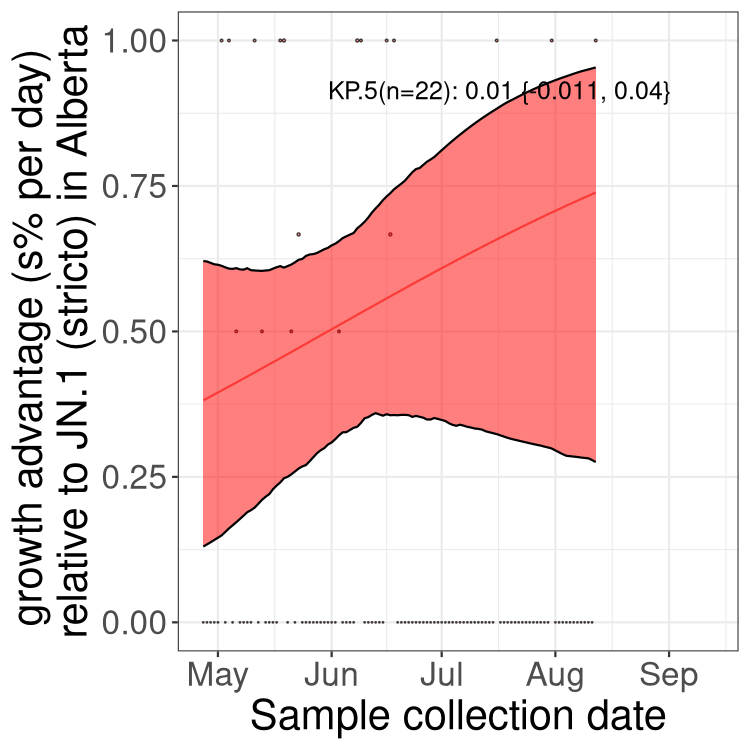 growth advantage (s% per day)
relative to JN.1 (stricto) in Alberta
1.00
0.75
0.50
0.25
0.00
KP.5(n=22): 0.01 {-0.011, 0.04}
May Jun Jul Aug Sep
Sample collection date